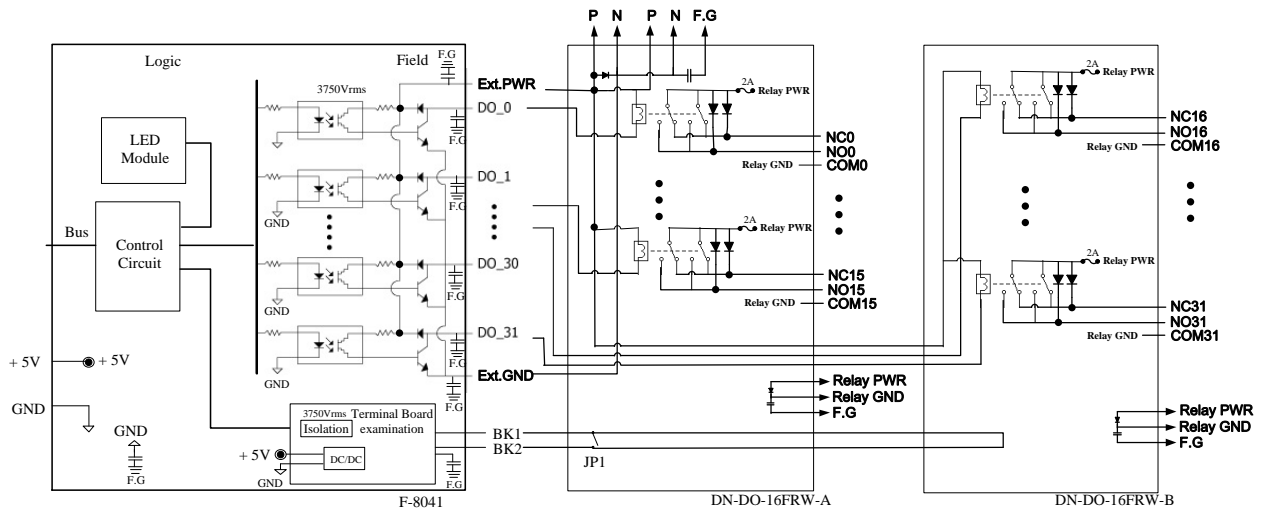 P N P N F.G
Logic
Field
F.G
3750Vrms
Ext.PWR
DO_0
F.G
LED
Module
DO_1
F.G
GND
Bus
Control
Circuit
DO_30
F.G
GND
DO_31
F.G
GND
Ext.GND
F.G
+ 5V
+ 5V
GND
GND
F.G
3750Vrms Terminal Board
Isolation examination
+ 5V
DC/DC
GND
F.G
BK1
BK2
F-8041
2A
Relay PWR
NC0
NO0
Relay GND
COM0
2A
Relay PWR
NC15
NO15
Relay GND
COM15
Relay PWR
Relay GND
F.G
JP1
DN-DO-16FRW-A
2A
Relay PWR
NC16
NO16
Relay GND
COM16
2A
Relay PWR
NC31
NO31
Relay GND
COM31
Relay PWR
Relay GND
F.G
DN-DO-16FRW-B